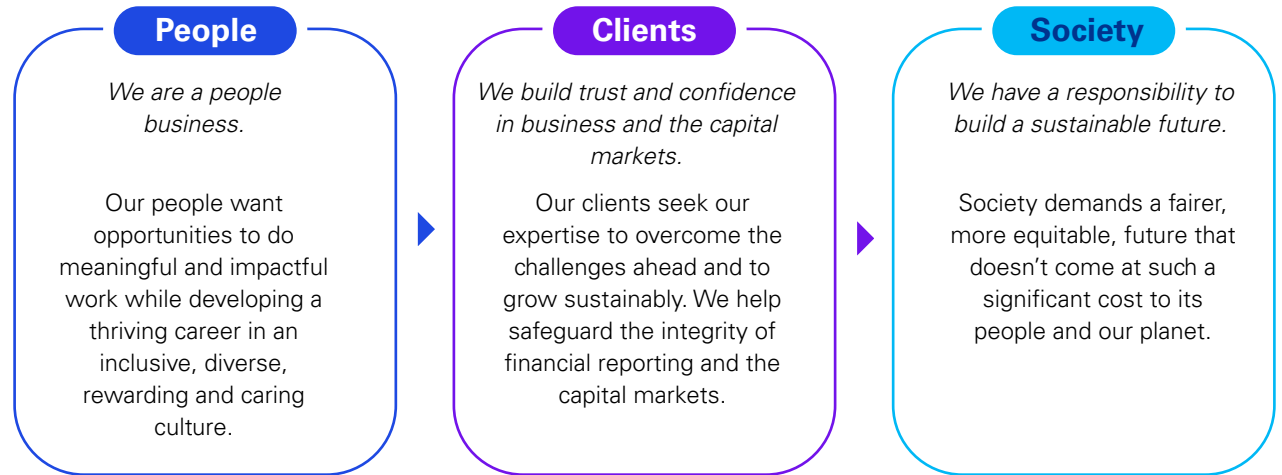 People
We are a people
business.
Our people want
opportunities to do
meaningful and impactful
work while developing a
thriving career in an
inclusive, diverse,
rewarding and caring
culture.
Clients
We build trust and confidence
in business and the capital
markets.
Our clients seek our
expertise to overcome the
challenges ahead and to
grow sustainably. We help
safeguard the integrity of
financial reporting and the
capital markets.
Society
We have a responsibility to
build a sustainable future.
Society demands a fairer,
more equitable, future that
doesn’t come at such a
significant cost to its
people and our planet.